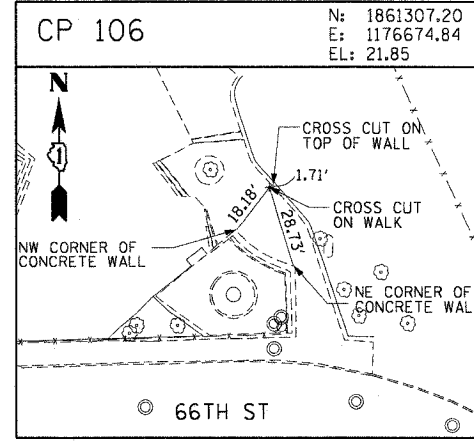 CP 106
N: 1861307.20
E: 1176674.84
EL: 21.85
N
1
CROSS CUT ON
TOP OF WALL
1.71'
18.18'
28.73'
CROSS CUT
ON WALK
NW CORNER OF
CONCRETE WALL
NE CORNER OF
CONCRETE WAL
66TH ST